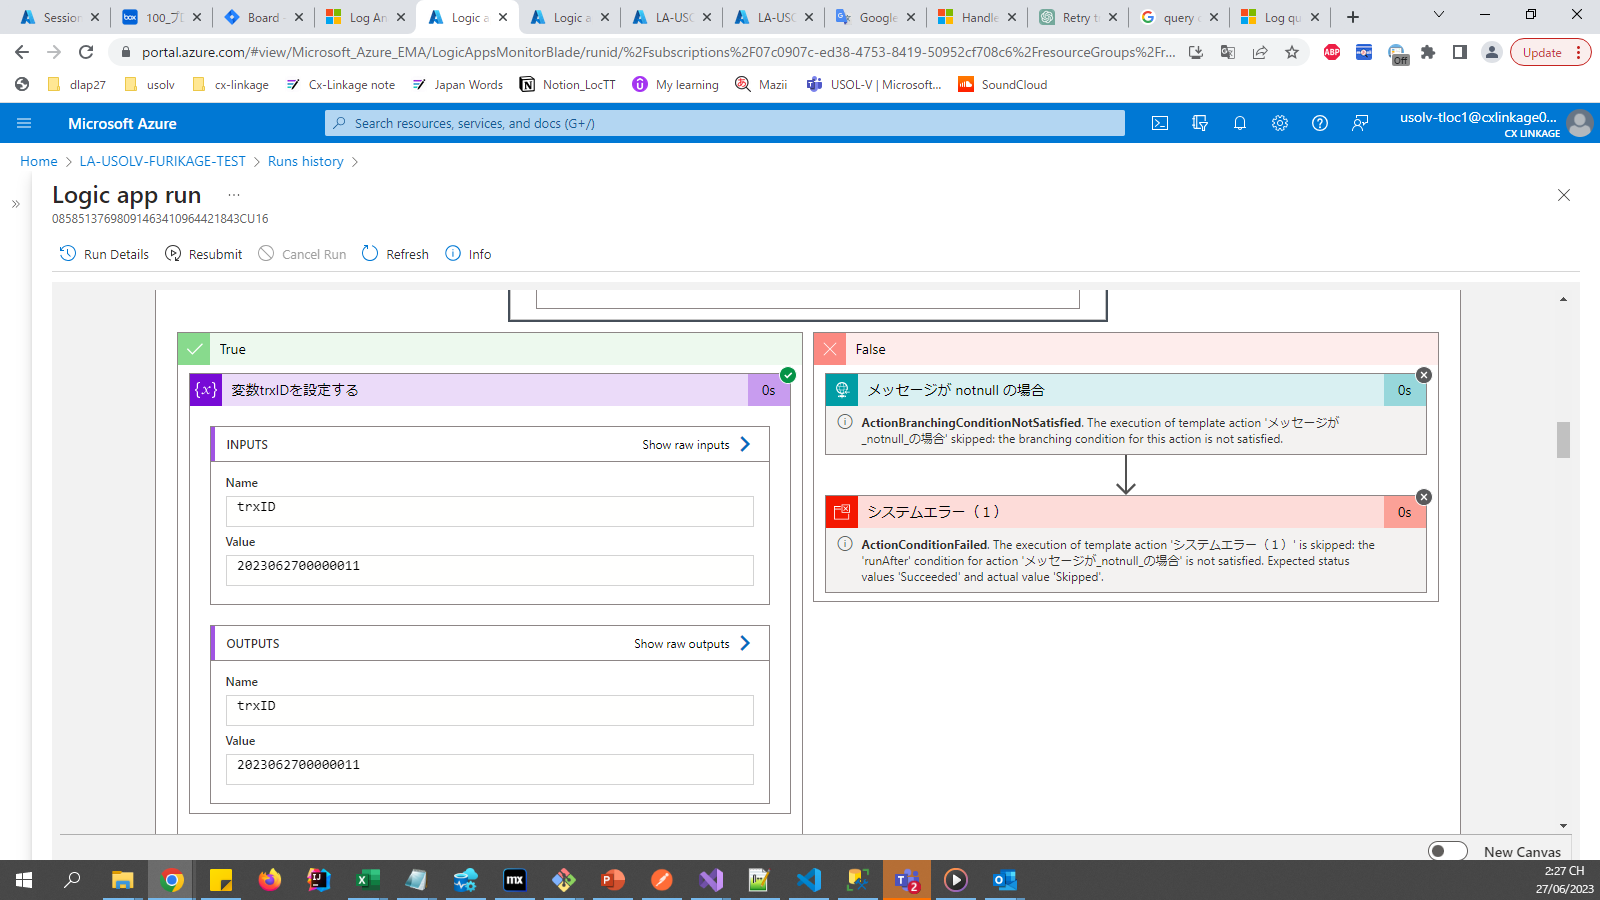 Session
100_プ
Board -
Log An
Logic a
Logic a
LA-USO
LA-USO
Google
Handle
Retry t
query o
Log qu
portal.azure.com/#view/Microsoft_Azure_EMA/LogicAppsMonitorBlade/runid/%2Fsubscriptions%2F07c0907c-ed38-4753-8419-50952cf708c6%2FresourceGroups%2Fr...
ABP
Off
Update
dlap27
usolv
cx-linkage
Cx-Linkage note
Japan Words
Notion_LocTT
My learning
Mazii
USOL-V | Microsoft...
SoundCloud
Microsoft Azure
Search resources, services, and docs (G+/)
usolv-tloc1@cxlinkage0...
CX LINKAGE
Home > LA-USOLV-FURIKAGE-TEST > Runs history >
Logic app run ...
08585137698091463410964421843CU16
Run Details
Resubmit
Cancel Run
Refresh
Info
True
{x} 変数trxIDを設定する 0s
INPUTS Show raw inputs
Name
trxID
Value
2023062700000011
OUTPUTS Show raw outputs
Name
trxID
Value
2023062700000011
False
メッセージが notnull の場合 0s
ActionBranchingConditionNotSatisfied. The execution of template action 'メッセージが
_notnull_の場合' skipped: the branching condition for this action is not satisfied.
システムエラー（１） 0s
ActionConditionFailed. The execution of template action 'システムエラー（１）' is skipped: the
'runAfter' condition for action 'メッセージが_notnull_の場合' is not satisfied. Expected status
values 'Succeeded' and actual value 'Skipped'.
New Canvas
mx
2
2:27 CH
27/06/2023